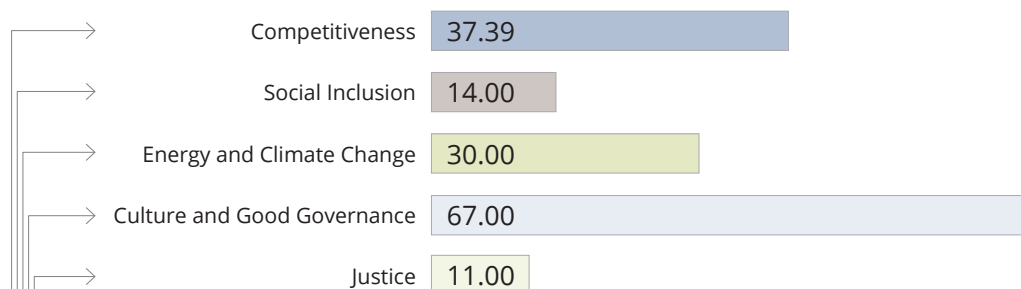 Competitiveness 37.39
Social Inclusion 14.00
Energy and Climate Change 30.00
Culture and Good Governance 67.00
Justice 11.00